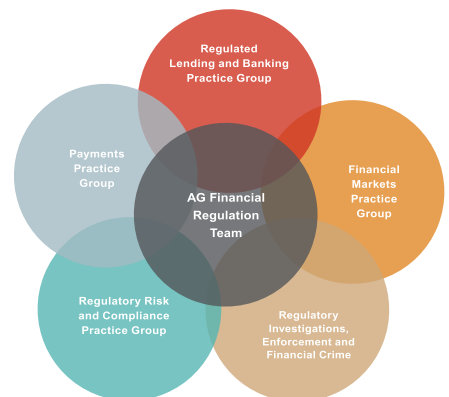 Regulated
Lending and Banking
Practice Group
Payments
Practice
Group
Financial
Markets
Practice
Group
AG Financial
Regulation
Team
Regulatory Risk
and Compliance
Practice Group
Regulatory
Investigations,
Enforcement and
Financial Crime